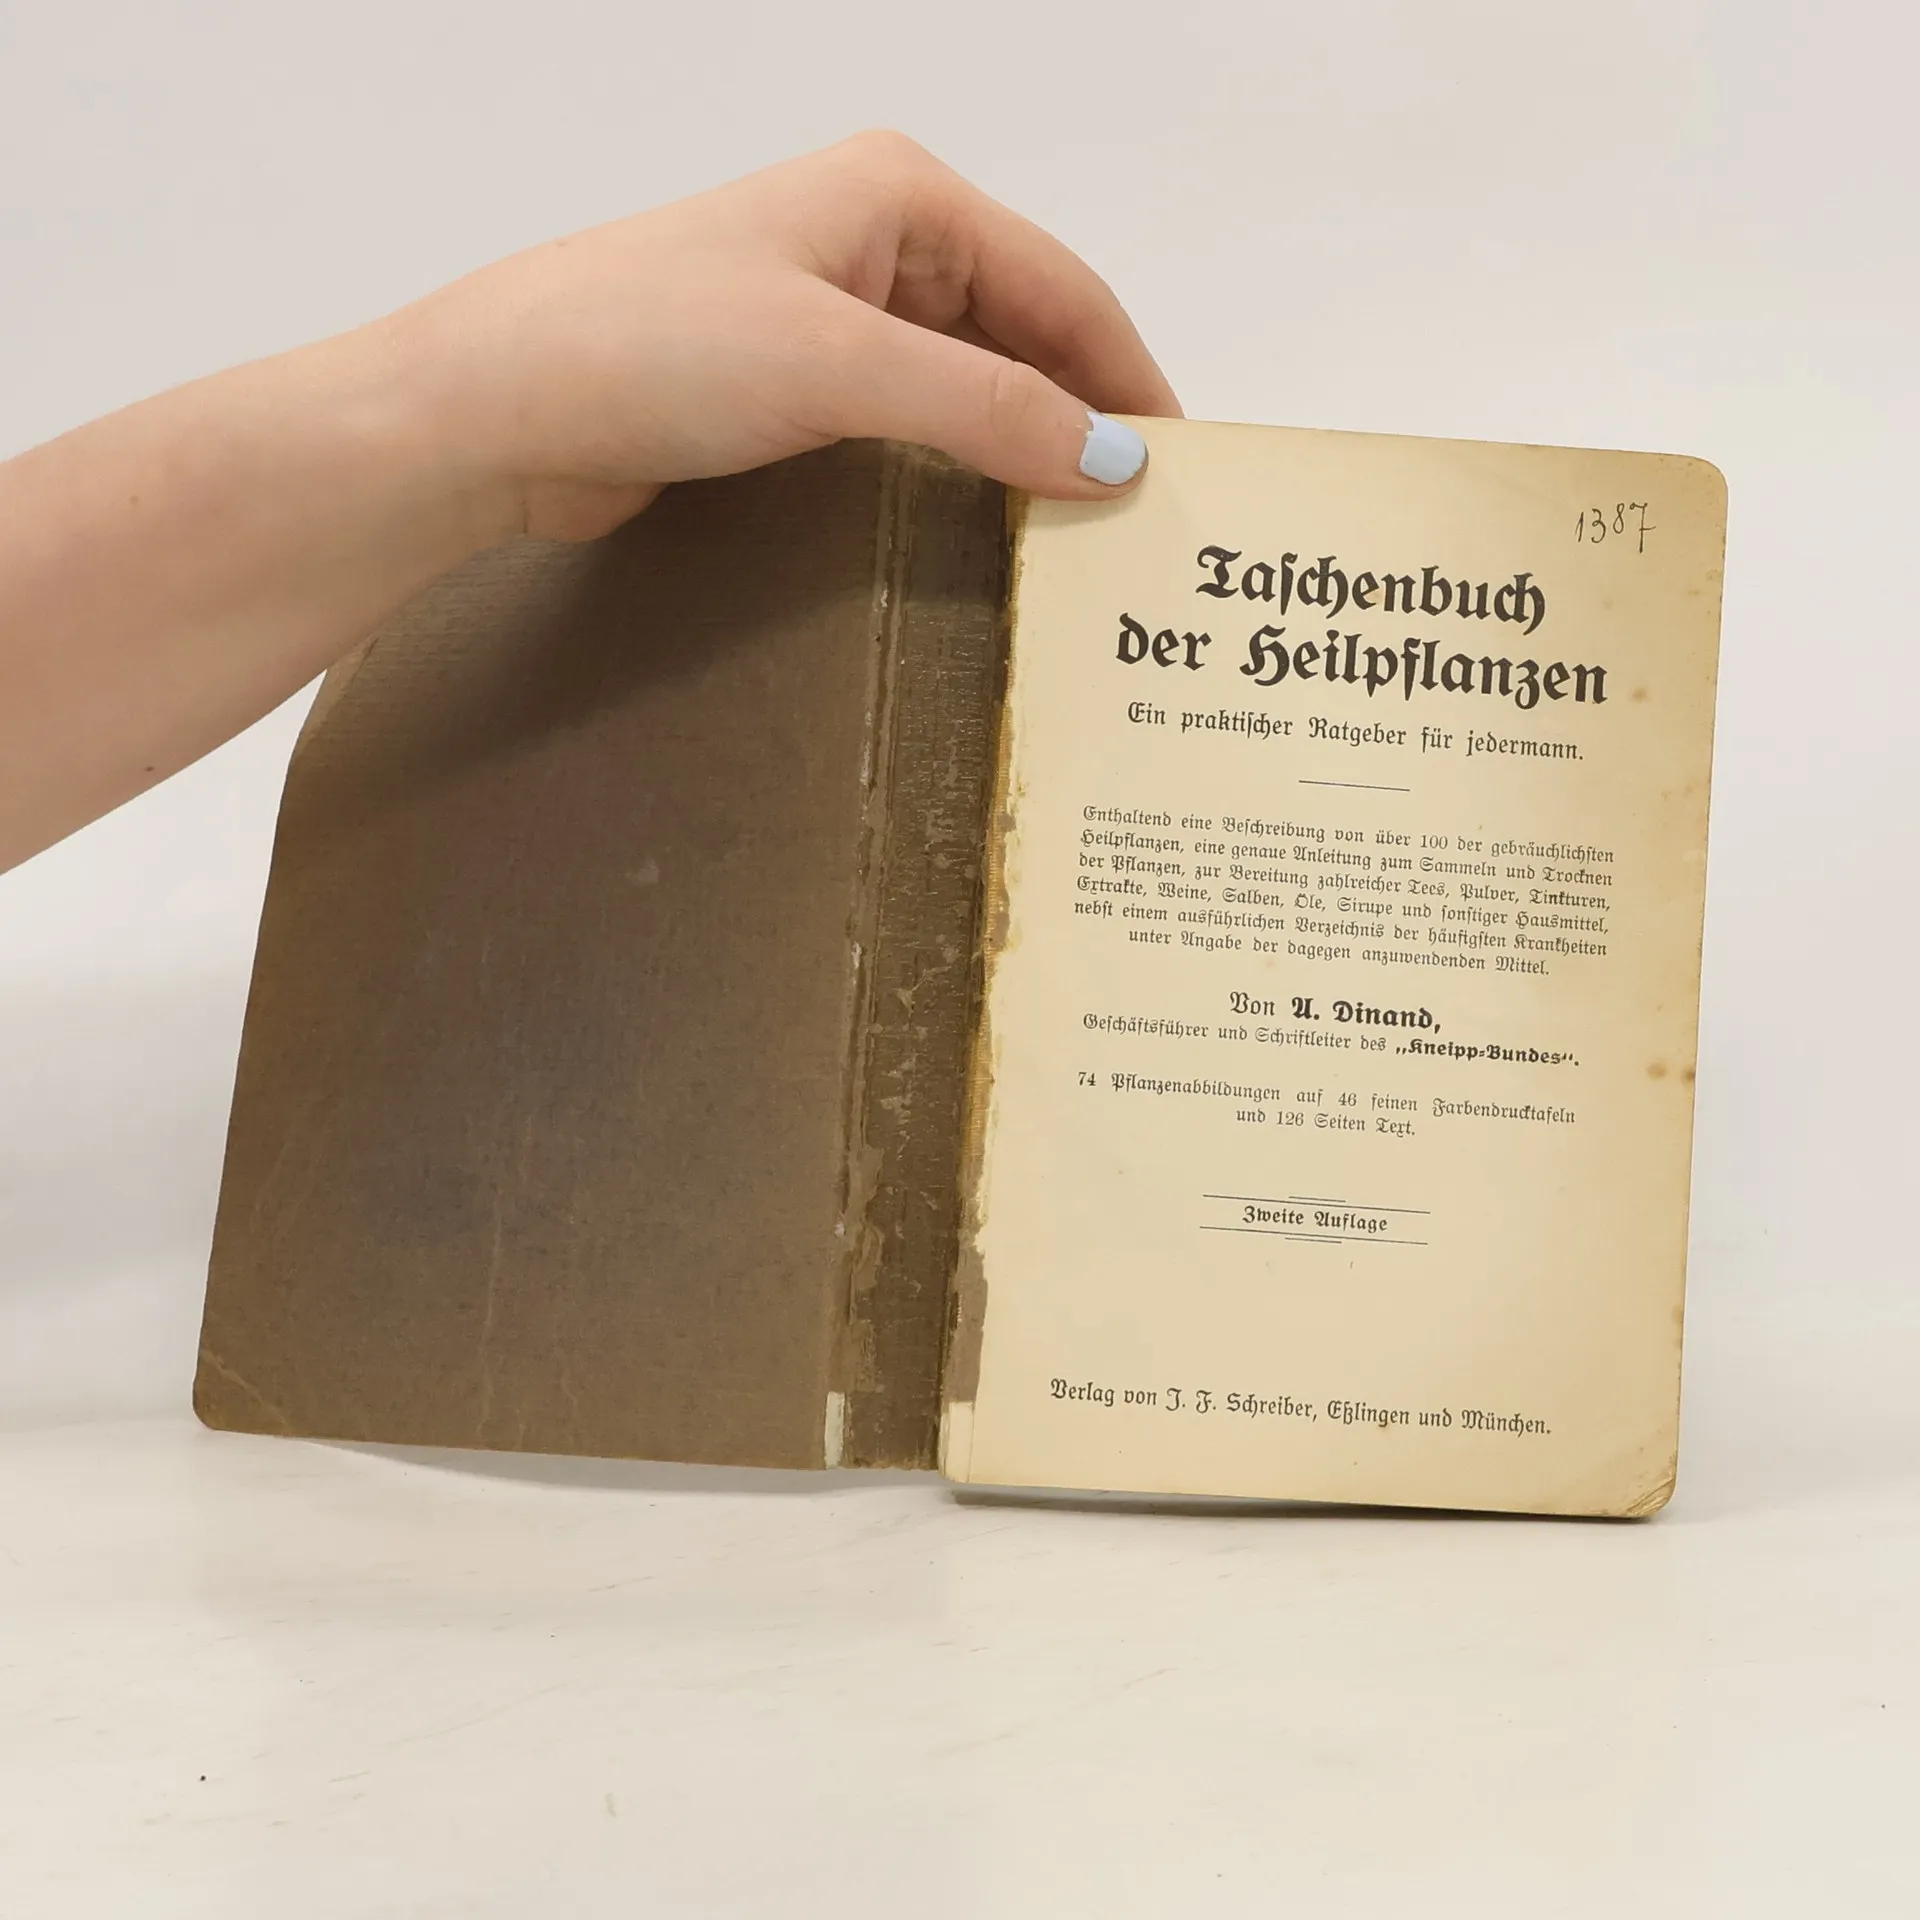 1387
Taſchenbuch
der Heilpflanzen
Ein praktiſcher Ratgeber für jedermann.
Enthaltend eine Beſchreibung von über 100 der gebräuchlichſten
Heilpflanzen, eine genaue Anleitung zum Sammeln und Trocknen
der Pflanzen, zur Bereitung zahlreicher Tees, Pulver, Tinkturen,
Extrakte, Weine, Salben, Öle, Sirupe und ſonſtiger Hausmittel,
nebſt einem ausführlichen Verzeichnis der häufigſten Krankheiten
unter Angabe der dagegen anzuwendenden Mittel.
Von A. Dinand,
Geſchäftsführer und Schriftleiter des „Kneipp-Bundes“.
74 Pflanzenabbildungen auf 46 feinen Farbendrucktafeln
und 126 Seiten Text.
Zweite Auflage
Verlag von J. F. Schreiber, Eßlingen und München.